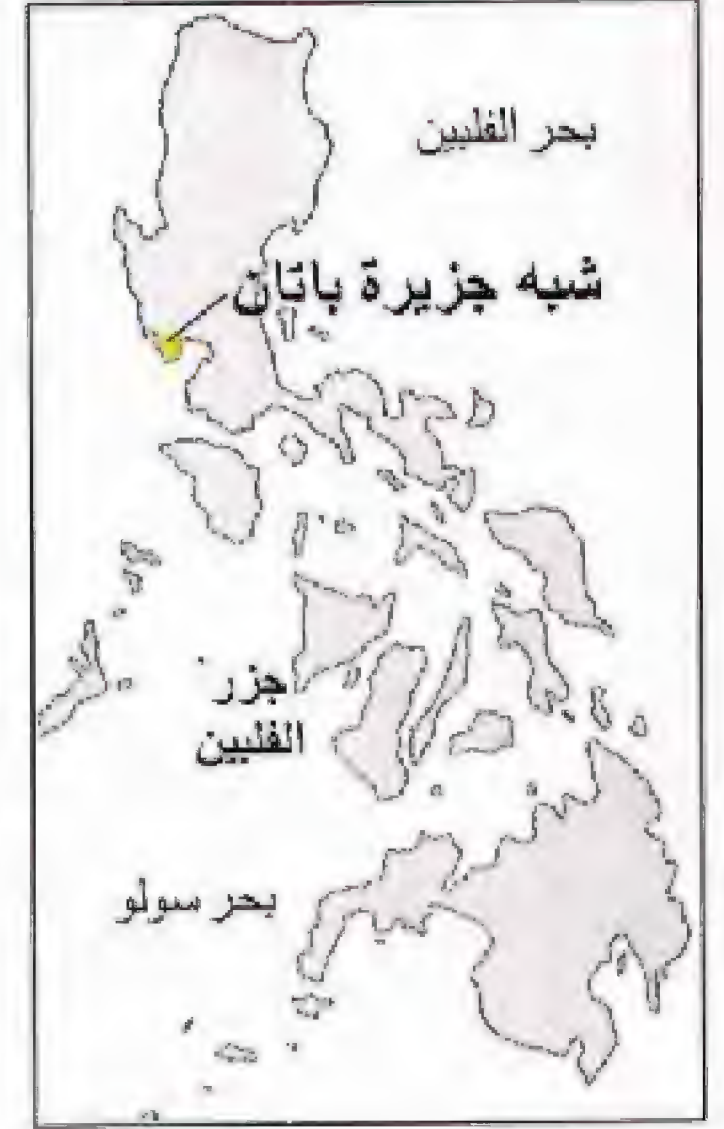 بحر الفلبين
شبه جزيرة باتان
جزر
الفلبين
بحر سولو